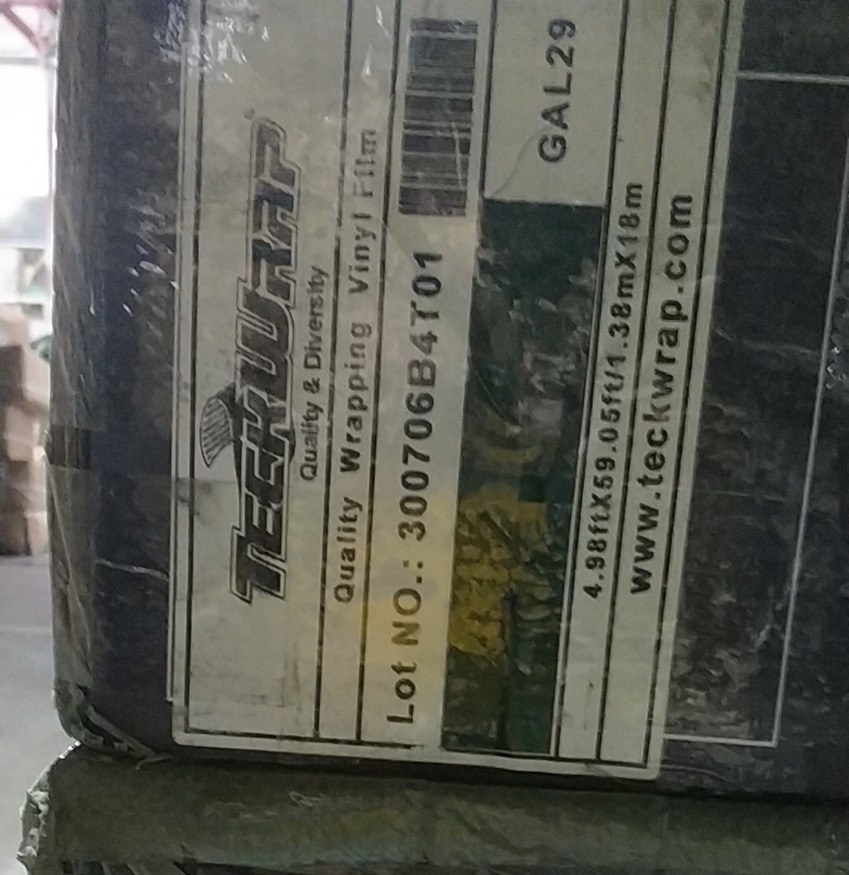 TECKWRAP
Quality & Diversity
Quality Wrapping Vinyl Film
Lot NO.: 300706B4T01
GAL29
4.98ftX59.05ft/1.38mX18m
www.teckwrap.com